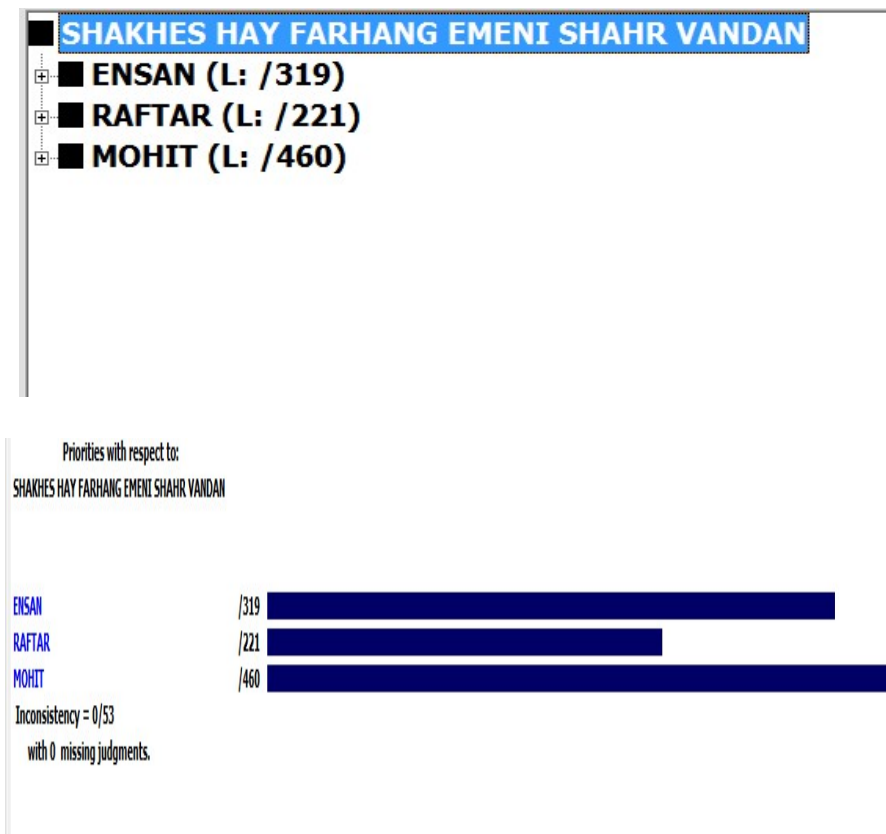 SHAKHES HAY FARHANG EMENI SHAHR VANDAN
ENSAN (L: /319)
RAFTAR (L: /221)
MOHIT (L: /460)
Priorities with respect to:
SHAKHES HAY FARHANG EMENI SHAHR VANDAN
ENSAN /319
RAFTAR /221
MOHIT /460
Inconsistency = 0/53
with 0 missing judgments.